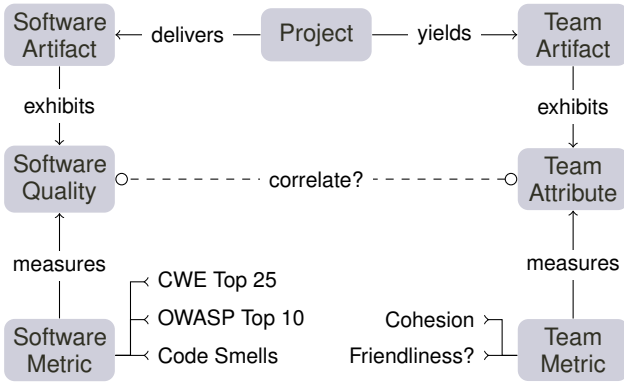 Software
Artifact
delivers
Project
yields
Team
Artifact
exhibits
exhibits
Software
Quality
correlate?
Team
Attribute
measures
measures
CWE Top 25
OWASP Top 10
Code Smells
Software
Metric
Cohesion
Friendliness?
Team
Metric